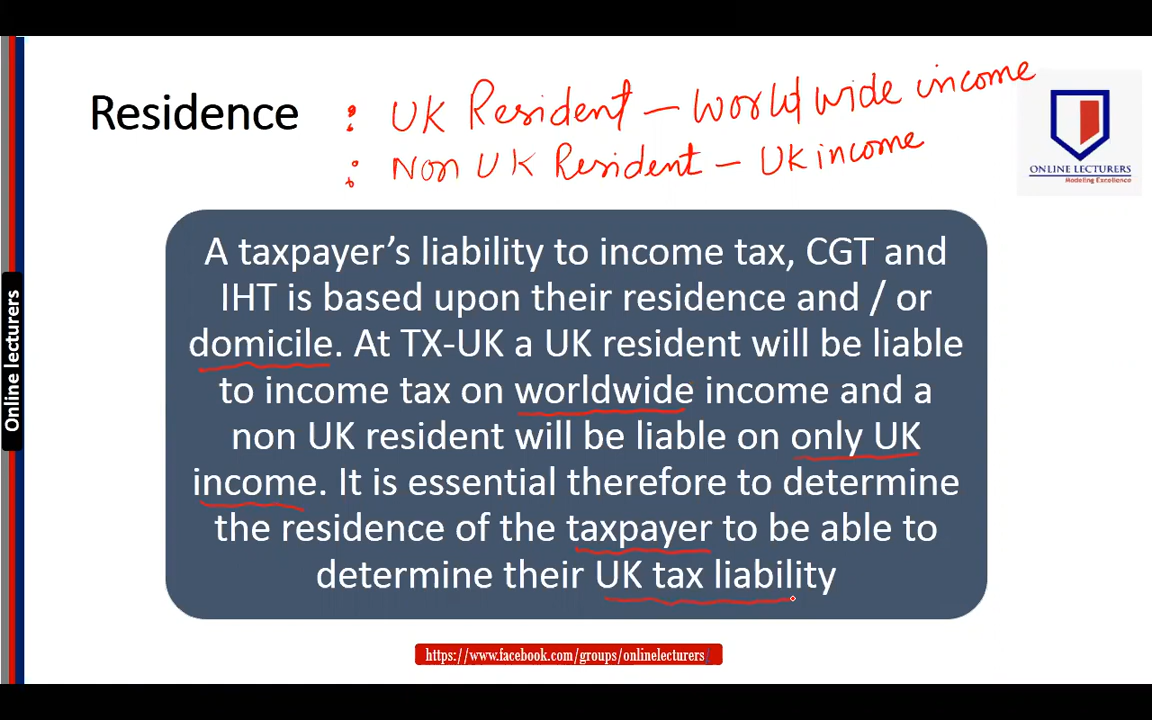 Residence
: UK Resident – Worldwide income
: Non UK Resident – UK income
ONLINE LECTURERS
Modeling Excellence
Online lecturers
A taxpayer’s liability to income tax, CGT and
IHT is based upon their residence and / or
domicile. At TX-UK a UK resident will be liable
to income tax on worldwide income and a
non UK resident will be liable on only UK
income. It is essential therefore to determine
the residence of the taxpayer to be able to
determine their UK tax liability
https://www.facebook.com/groups/onlinelecturers/